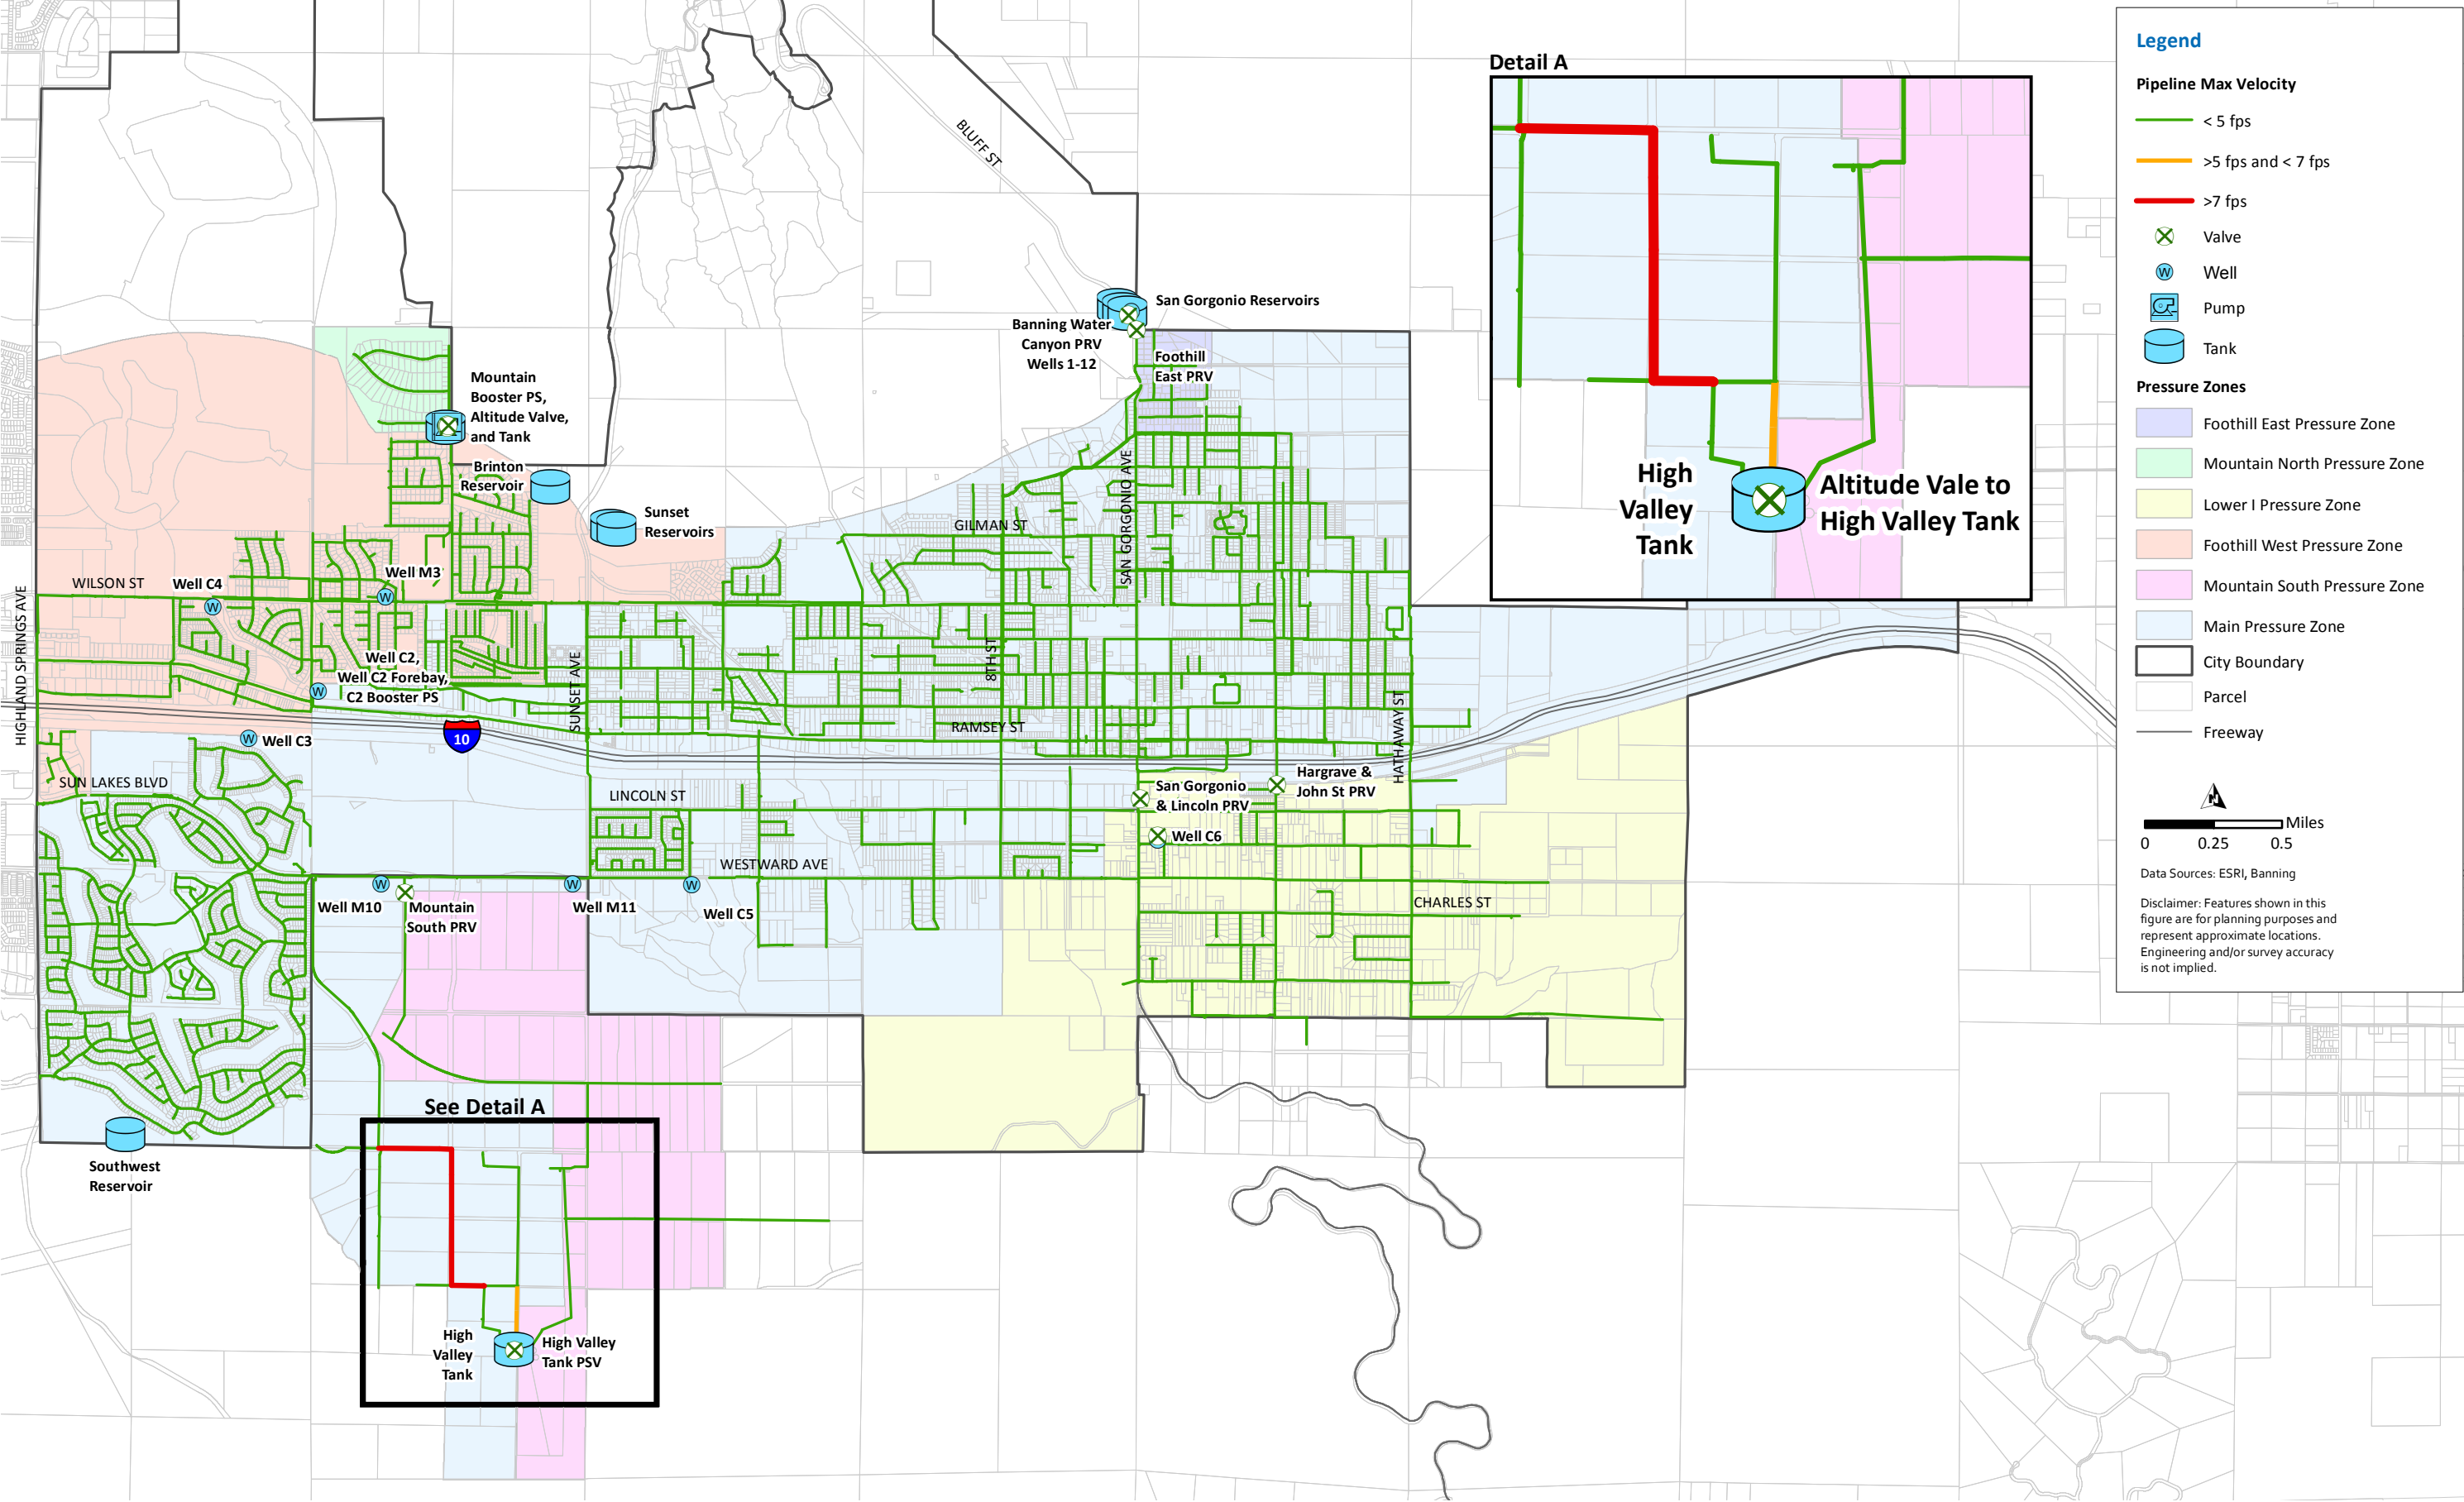 Detail A
High
Valley
Tank
Altitude Vale to
High Valley Tank
BLUFF ST
San Gorgonio Reservoirs
Banning Water
Canyon PRV
Wells 1-12
Foothill
East PRV
Mountain
Booster PS,
Altitude Valve,
and Tank
Brinton
Reservoir
Sunset
Reservoirs
GILMAN ST
SAN GORGONIO AVE
WILSON ST
Well C4
W
Well M3
W
HIGHLAND SPRINGS AVE
Well C2,
Well C2 Forebay,
C2 Booster PS
W
SUNSET AVE
8TH ST
HATHAWAY ST
RAMSEY ST
10
W
Well C3
SUN LAKES BLVD
LINCOLN ST
San Gorgonio
& Lincoln PRV
Hargrave &
John St PRV
Well C6
WESTWARD AVE
W
Well M10
Mountain
South PRV
W
Well M11
W
Well C5
CHARLES ST
See Detail A
Southwest
Reservoir
High
Valley
Tank
High Valley
Tank PSV
Legend
Pipeline Max Velocity
< 5 fps
>5 fps and < 7 fps
>7 fps
Valve
W
Well
Pump
Tank
Pressure Zones
Foothill East Pressure Zone
Mountain North Pressure Zone
Lower I Pressure Zone
Foothill West Pressure Zone
Mountain South Pressure Zone
Main Pressure Zone
City Boundary
Parcel
Freeway
N
Miles
0 0.25 0.5
Data Sources: ESRI, Banning
Disclaimer: Features shown in this
figure are for planning purposes and
represent approximate locations.
Engineering and/or survey accuracy
is not implied.